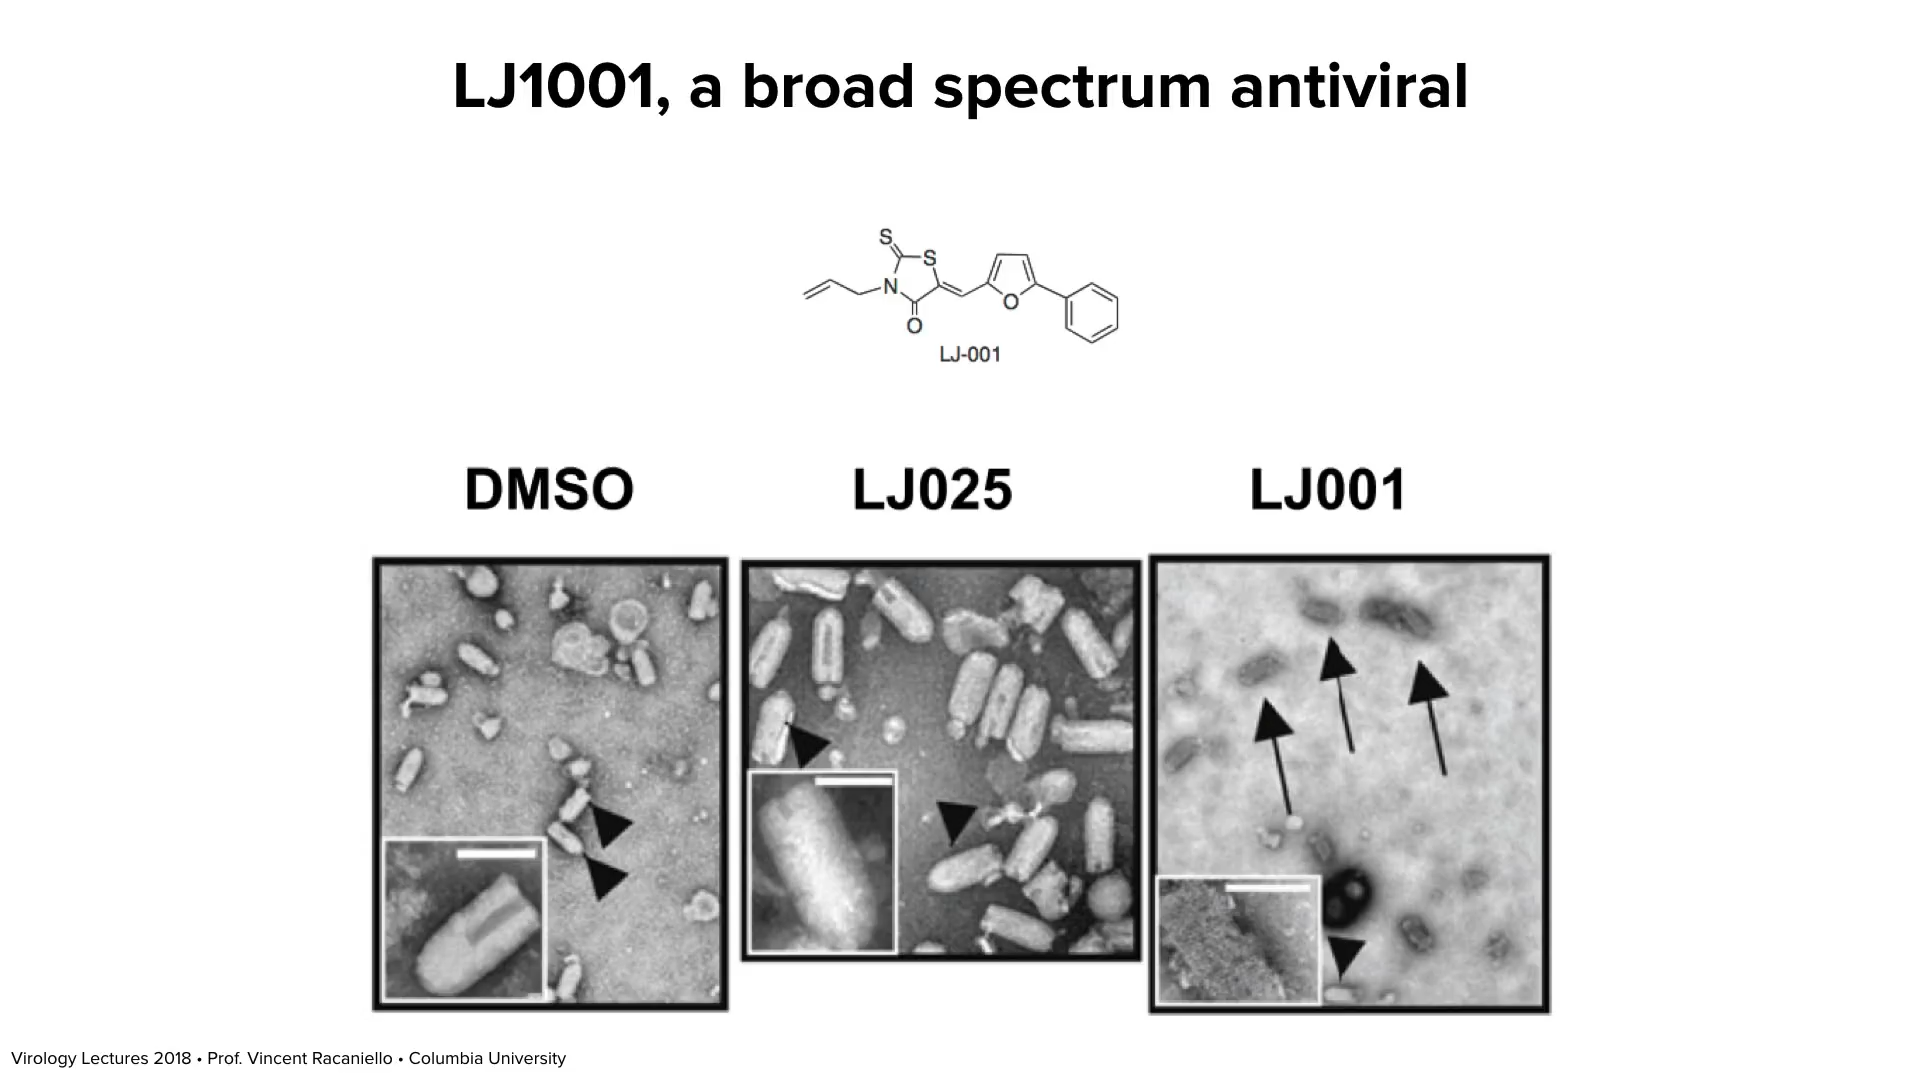 LJ1001, a broad spectrum antiviral
S
S
N
O
O
LJ-001
DMSO LJ025 LJ001
Virology Lectures 2018 • Prof. Vincent Racaniello • Columbia University